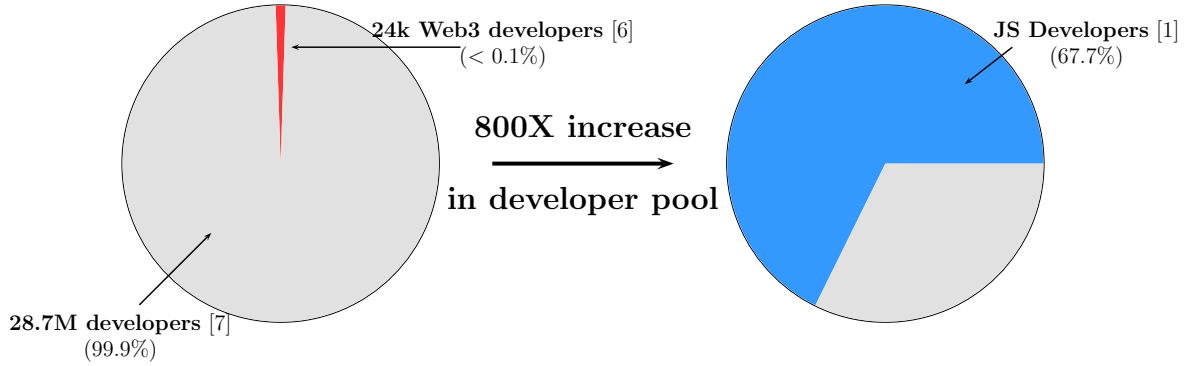 24k Web3 developers [6]
(< 0.1%)
JS Developers [1]
(67.7%)
800X increase
in developer pool
28.7M developers [7]
(99.9%)